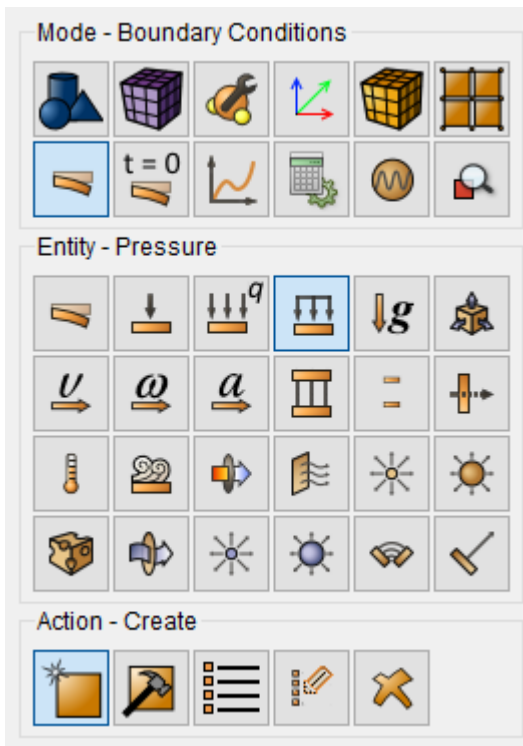 Mode - Boundary Conditions
t = 0
Entity - Pressure
q
g
υ ω a
Action - Create